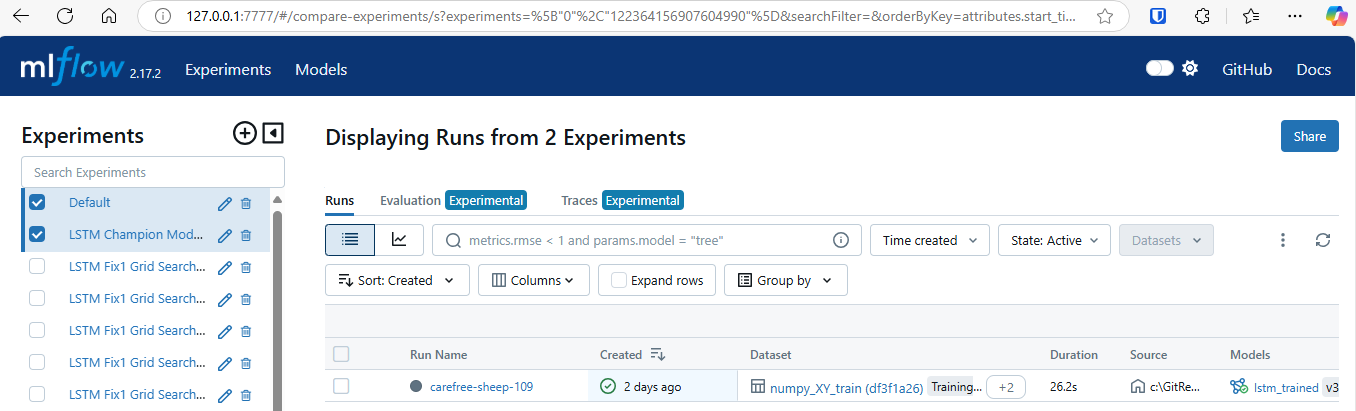 127.0.0.1:7777/#/compare-experiments/s?experiments=%5B"0"%2C"122364156907604990"%5D&searchFilter=&orderByKey=attributes.start_ti...
mlflow 2.17.2 Experiments Models GitHub Docs
Experiments
Search Experiments
Default
LSTM Champion Mod...
LSTM Fix1 Grid Search...
LSTM Fix1 Grid Search...
LSTM Fix1 Grid Search...
LSTM Fix1 Grid Search...
LSTM Fix1 Grid Search...
Displaying Runs from 2 Experiments
Share
Runs Evaluation Experimental Traces Experimental
metrics.rmse < 1 and params.model = "tree" Time created State: Active Datasets
Sort: Created Columns Expand rows Group by
Run Name Created Dataset Duration Source Models
carefree-sheep-109 2 days ago numpy_XY_train (df3f1a26) Training... +2 26.2s c:\GitRe... lstm_trained v3